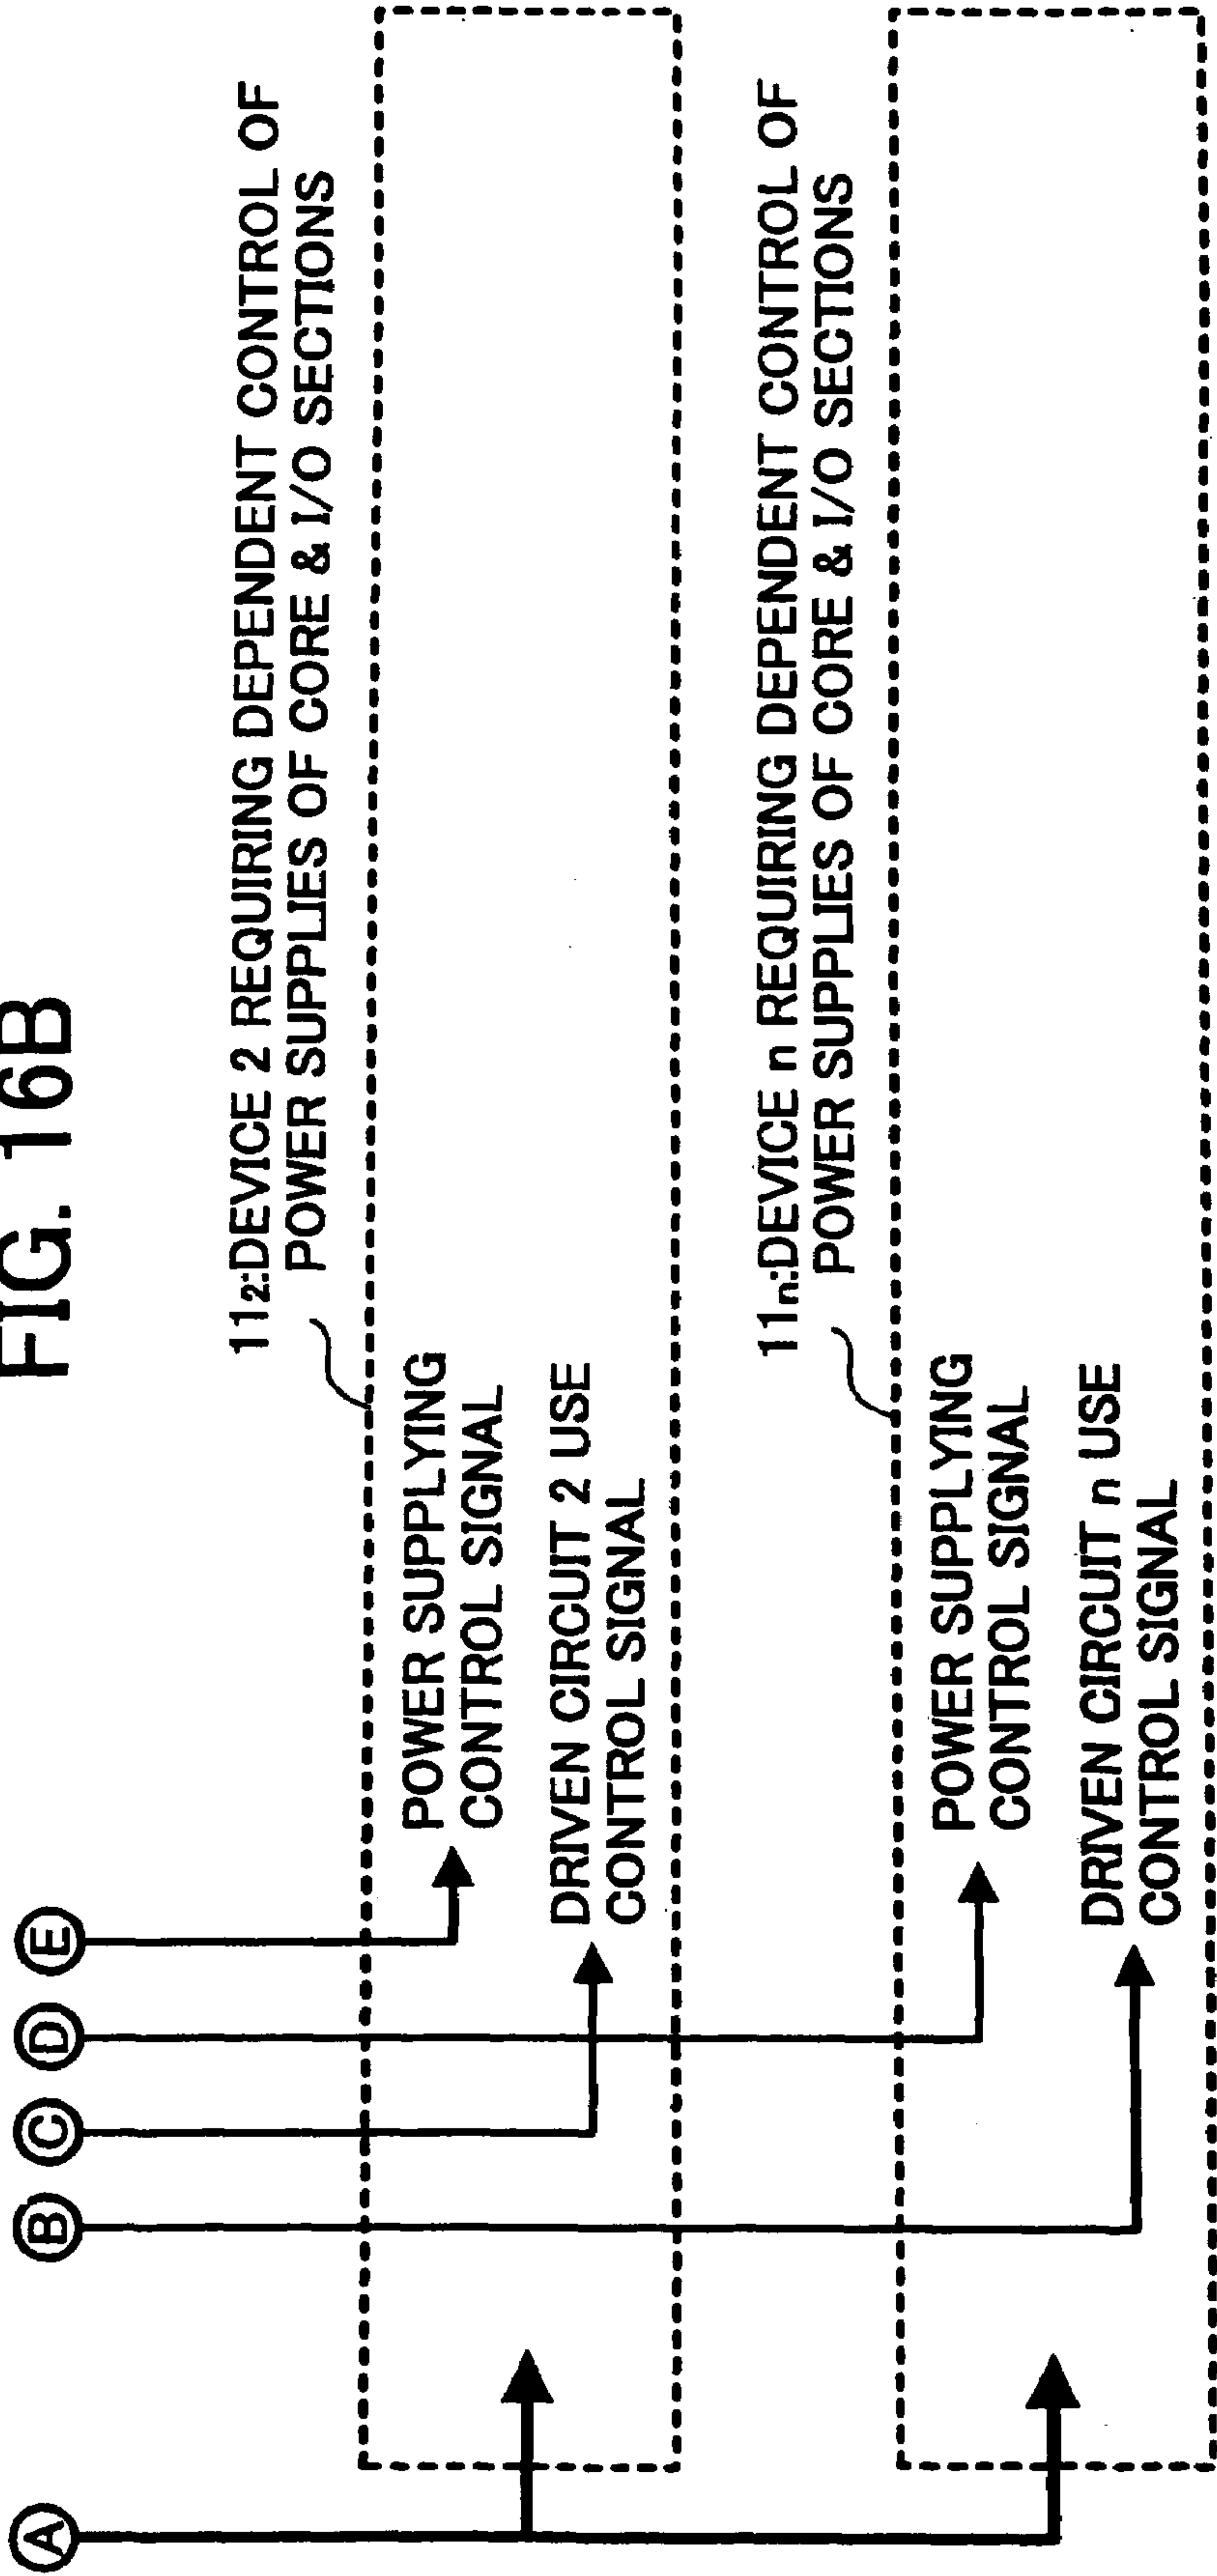 FIG. 16B
A
B
C
D
E
11₂:DEVICE 2 REQUIRING DEPENDENT CONTROL OF
POWER SUPPLIES OF CORE & I/O SECTIONS
POWER SUPPLYING
CONTROL SIGNAL
DRIVEN CIRCUIT 2 USE
CONTROL SIGNAL
11ₙ:DEVICE n REQUIRING DEPENDENT CONTROL OF
POWER SUPPLIES OF CORE & I/O SECTIONS
POWER SUPPLYING
CONTROL SIGNAL
DRIVEN CIRCUIT n USE
CONTROL SIGNAL